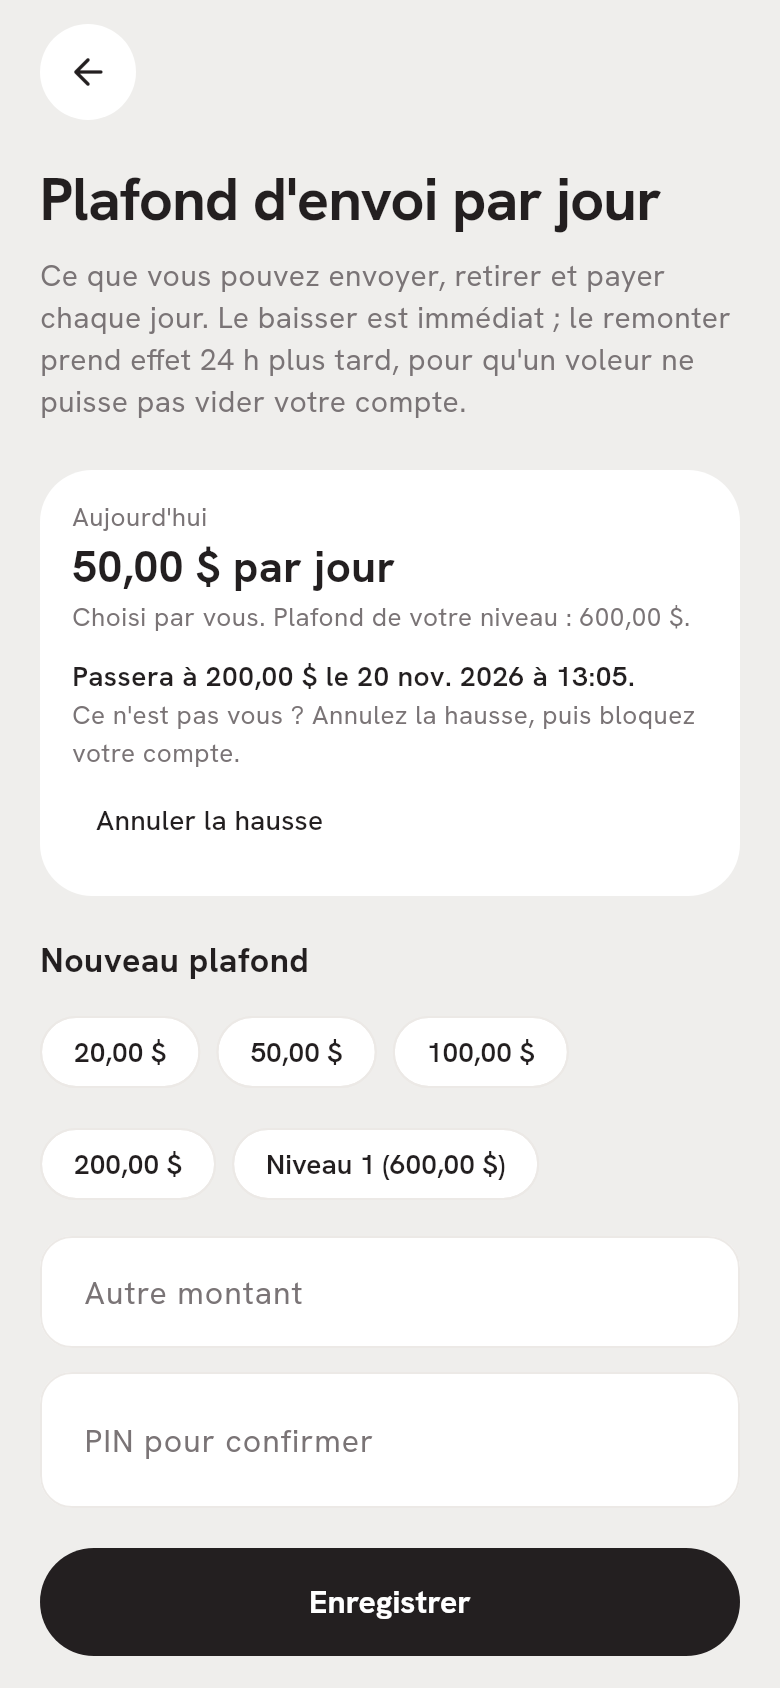 Plafond d'envoi par jour
Ce que vous pouvez envoyer, retirer et payer
chaque jour. Le baisser est immédiat ; le remonter
prend effet 24 h plus tard, pour qu'un voleur ne
puisse pas vider votre compte.
Aujourd'hui
50,00 $ par jour
Choisi par vous. Plafond de votre niveau : 600,00 $.
Passera à 200,00 $ le 20 nov. 2026 à 13:05.
Ce n'est pas vous ? Annulez la hausse, puis bloquez
votre compte.
Annuler la hausse
Nouveau plafond
20,00 $ 50,00 $ 100,00 $
200,00 $ Niveau 1 (600,00 $)
Autre montant
PIN pour confirmer
Enregistrer